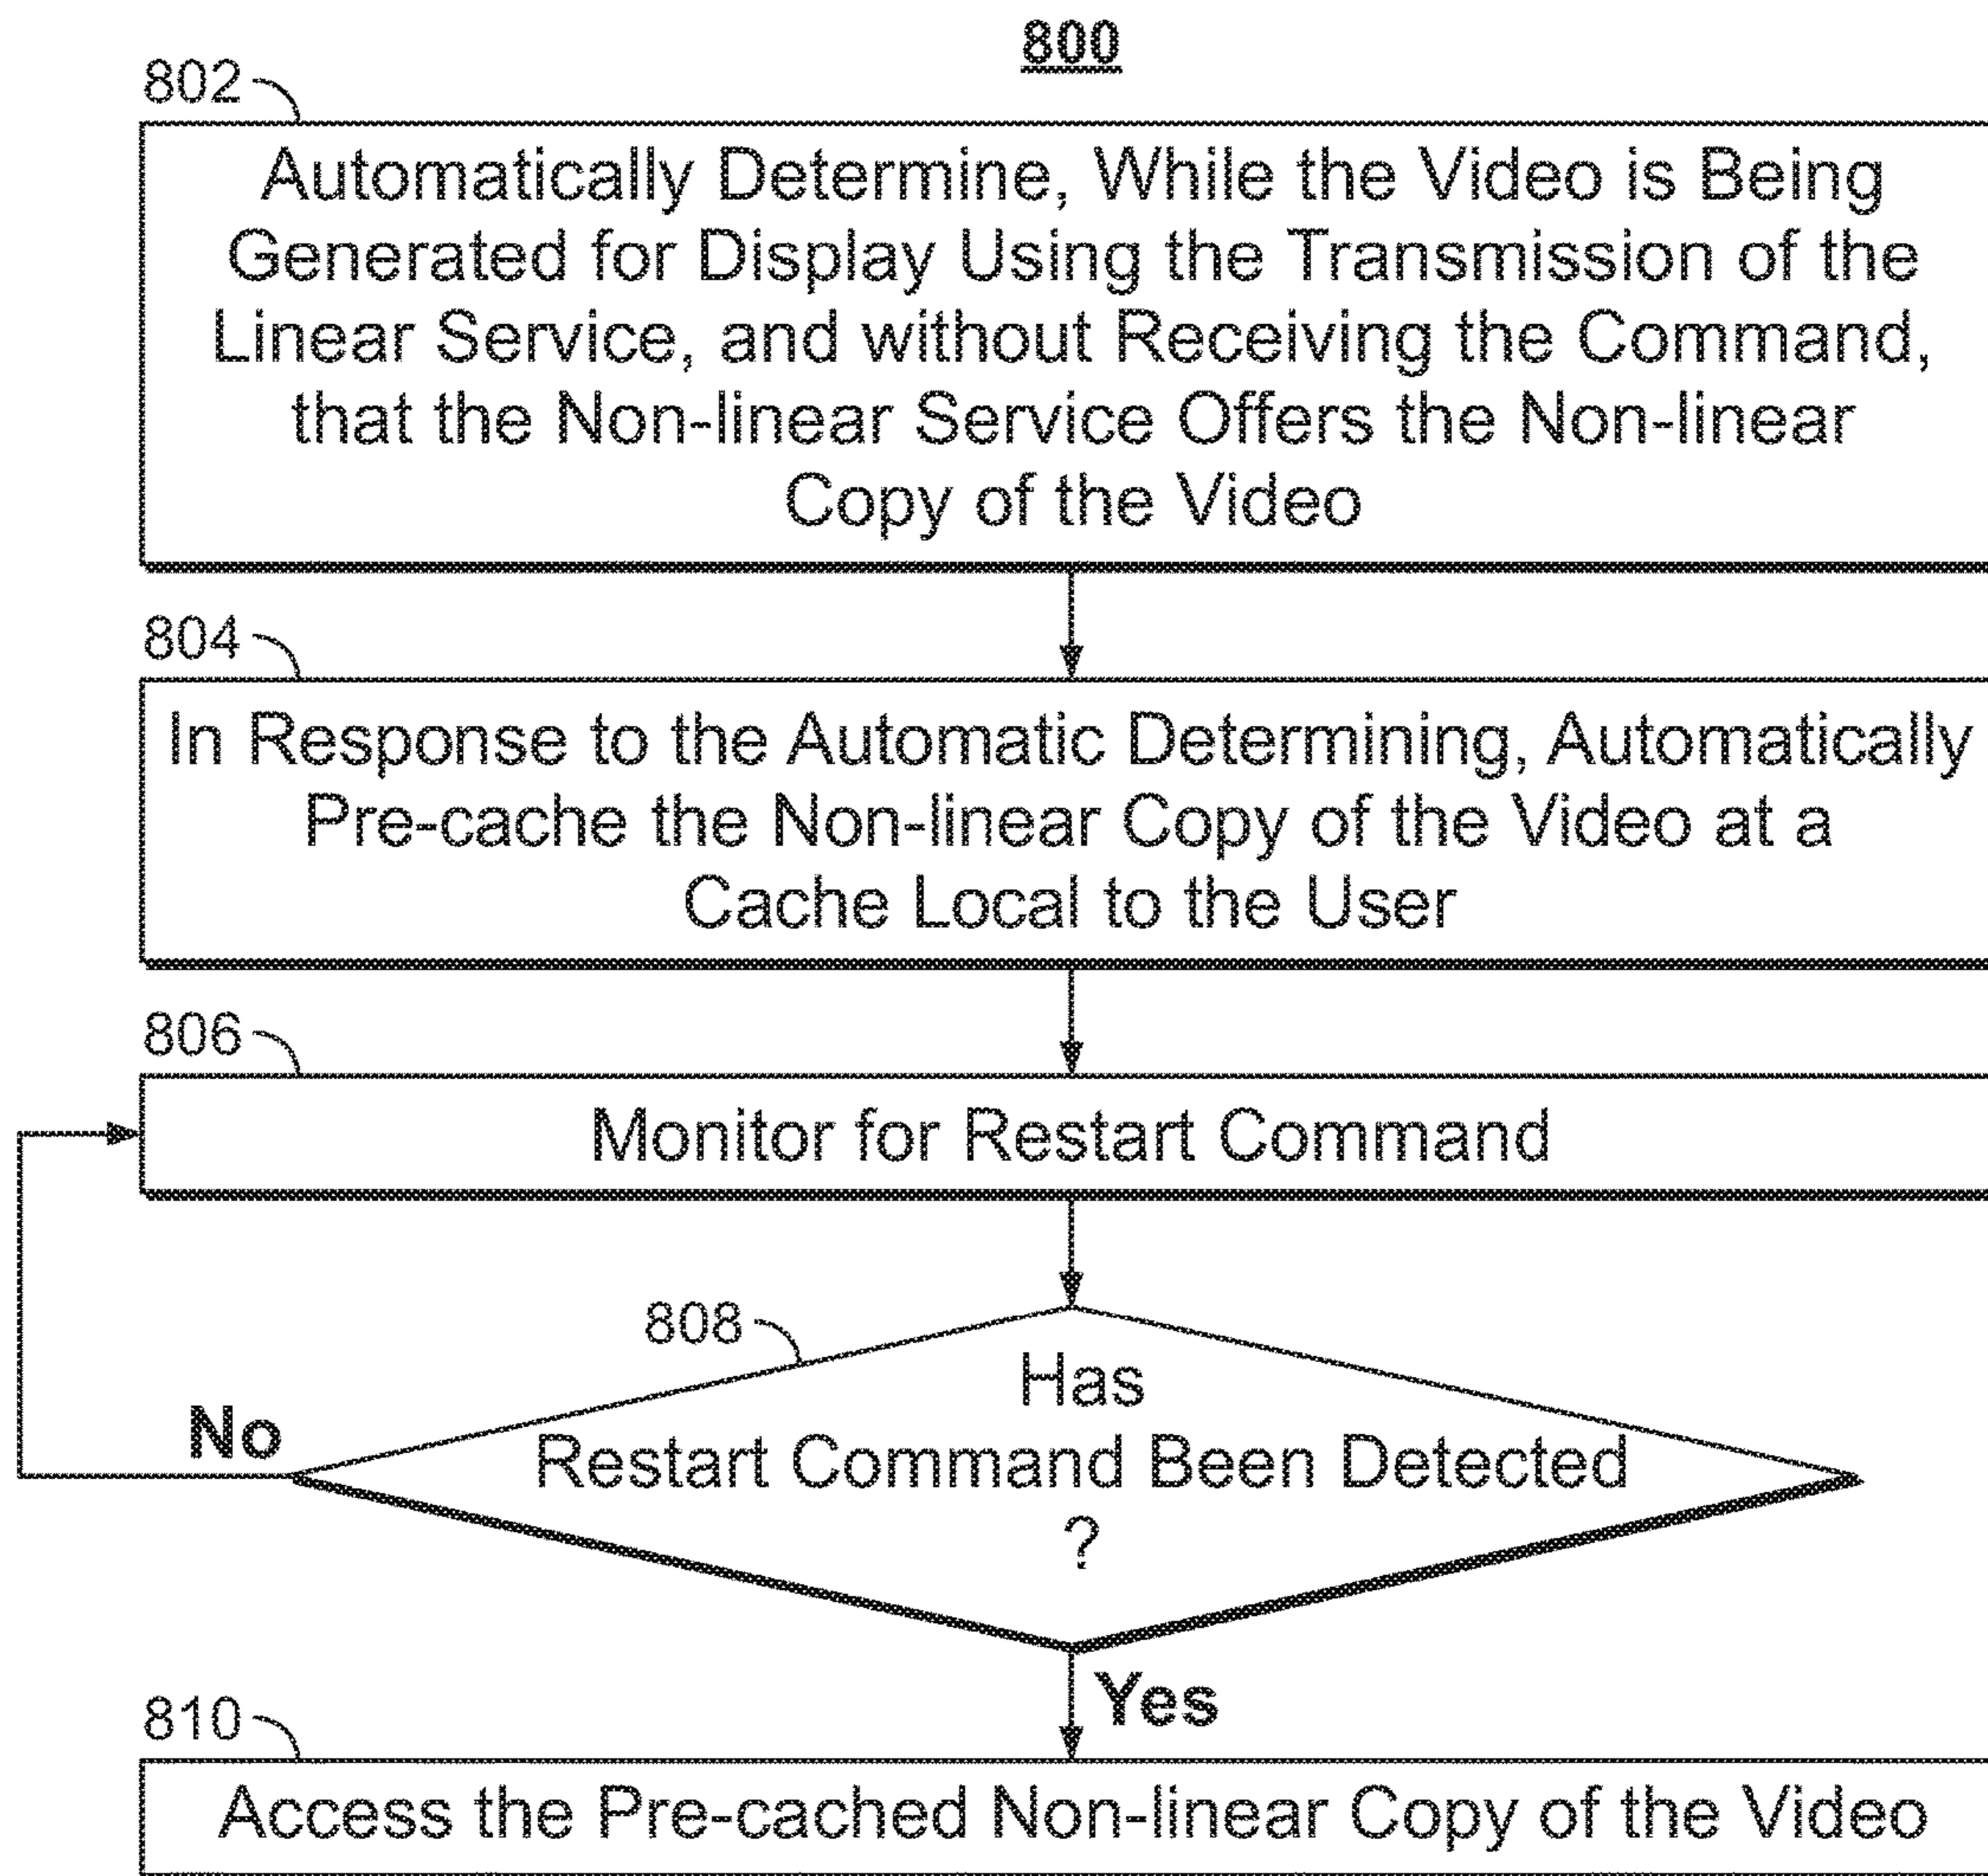 800
802
Automatically Determine, While the Video is Being
Generated for Display Using the Transmission of the
Linear Service, and without Receiving the Command,
that the Non-linear Service Offers the Non-linear
Copy of the Video
804
In Response to the Automatic Determining, Automatically
Pre-cache the Non-linear Copy of the Video at a
Cache Local to the User
806
Monitor for Restart Command
808
Has
Restart Command Been Detected
?
No
Yes
810
Access the Pre-cached Non-linear Copy of the Video